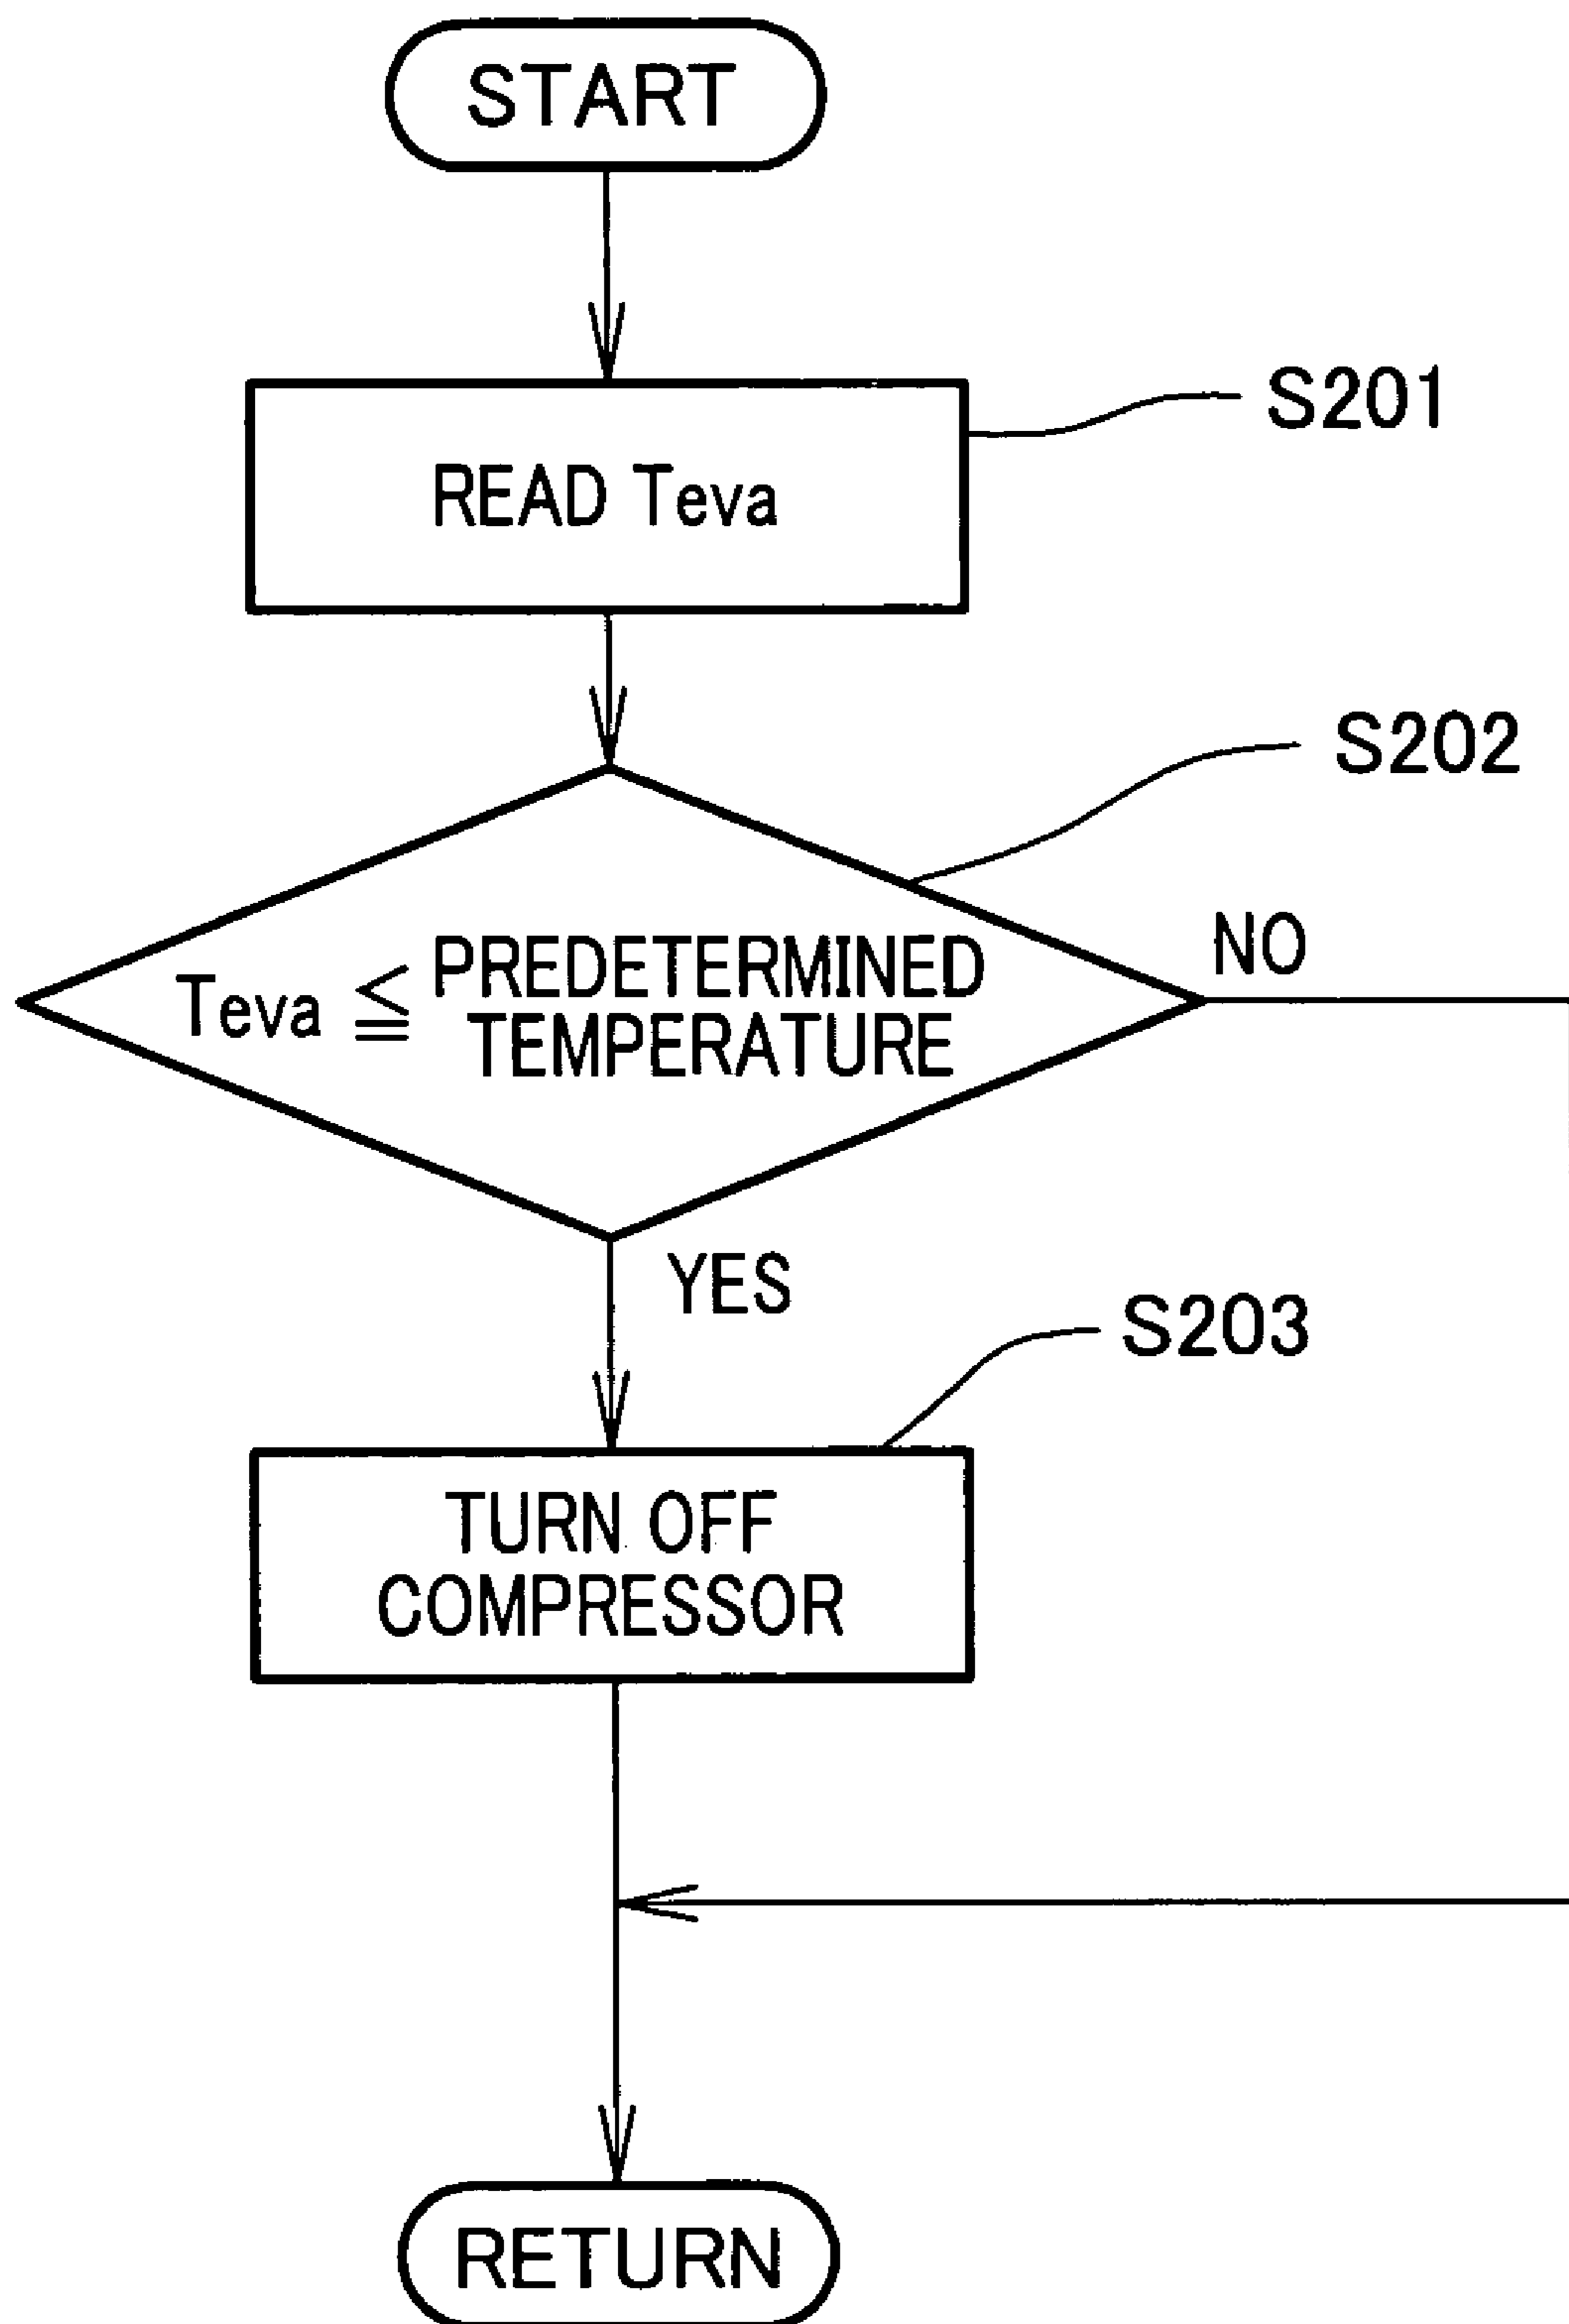 START
READ Teva
S201
S202
Teva ≦ PREDETERMINED
TEMPERATURE
NO
YES
S203
TURN OFF
COMPRESSOR
RETURN